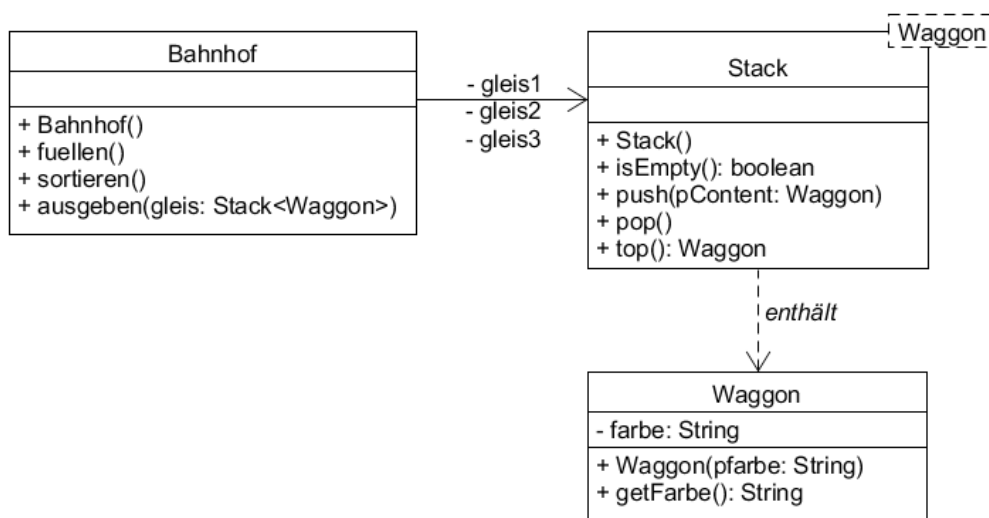 Bahnhof
+ Bahnhof()
+ fuellen()
+ sortieren()
+ ausgeben(gleis: Stack<Waggon>)
- gleis1
- gleis2
- gleis3
Waggon
Stack
+ Stack()
+ isEmpty(): boolean
+ push(pContent: Waggon)
+ pop()
+ top(): Waggon
enthält
Waggon
- farbe: String
+ Waggon(pfarbe: String)
+ getFarbe(): String